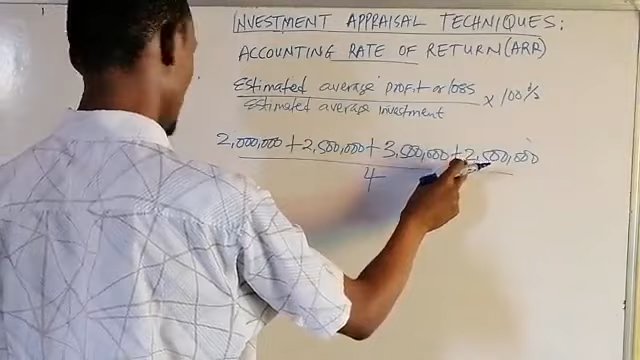 INVESTMENT APPRAISAL TECHNIQUES:
ACCOUNTING RATE OF RETURN (ARR)
Estimated average profit or loss
Estimated average investment × 100%
2,000,000 + 2,500,000 + 3,500,000 + 2,500,000
4